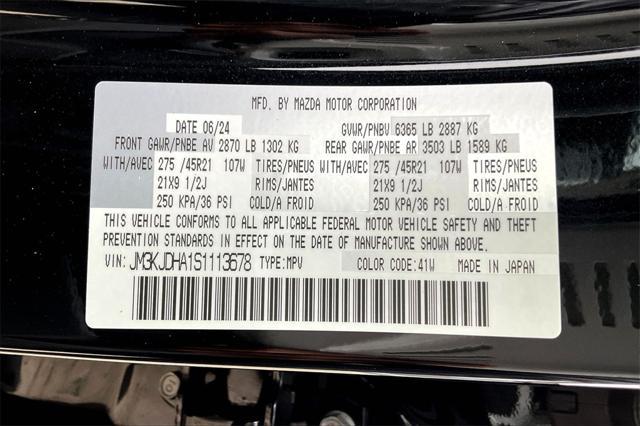 MFD. BY MAZDA MOTOR CORPORATION
DATE 06/24 GVWR/PNBV 6365 LB 2887 KG
FRONT GAWR/PNBE AV 2870 LB 1302 KG REAR GAWR/PNBE AR 3503 LB 1589 KG
WITH/AVEC 275 /45R21 107W TIRES/PNEUS WITH/AVEC 275 /45R21 107W TIRES/PNEUS
21X9 1/2J RIMS/JANTES 21X9 1/2J RIMS/JANTES
250 KPA/36 PSI COLD/A FROID 250 KPA/36 PSI COLD/A FROID
THIS VEHICLE CONFORMS TO ALL APPLICABLE FEDERAL MOTOR VEHICLE SAFETY AND THEFT
PREVENTION STANDARDS IN EFFECT ON THE DATE OF MANUFACTURE SHOWN ABOVE.
VIN: JM3KJDHA1S1113678 TYPE: MPV COLOR CODE: 41W MADE IN JAPAN